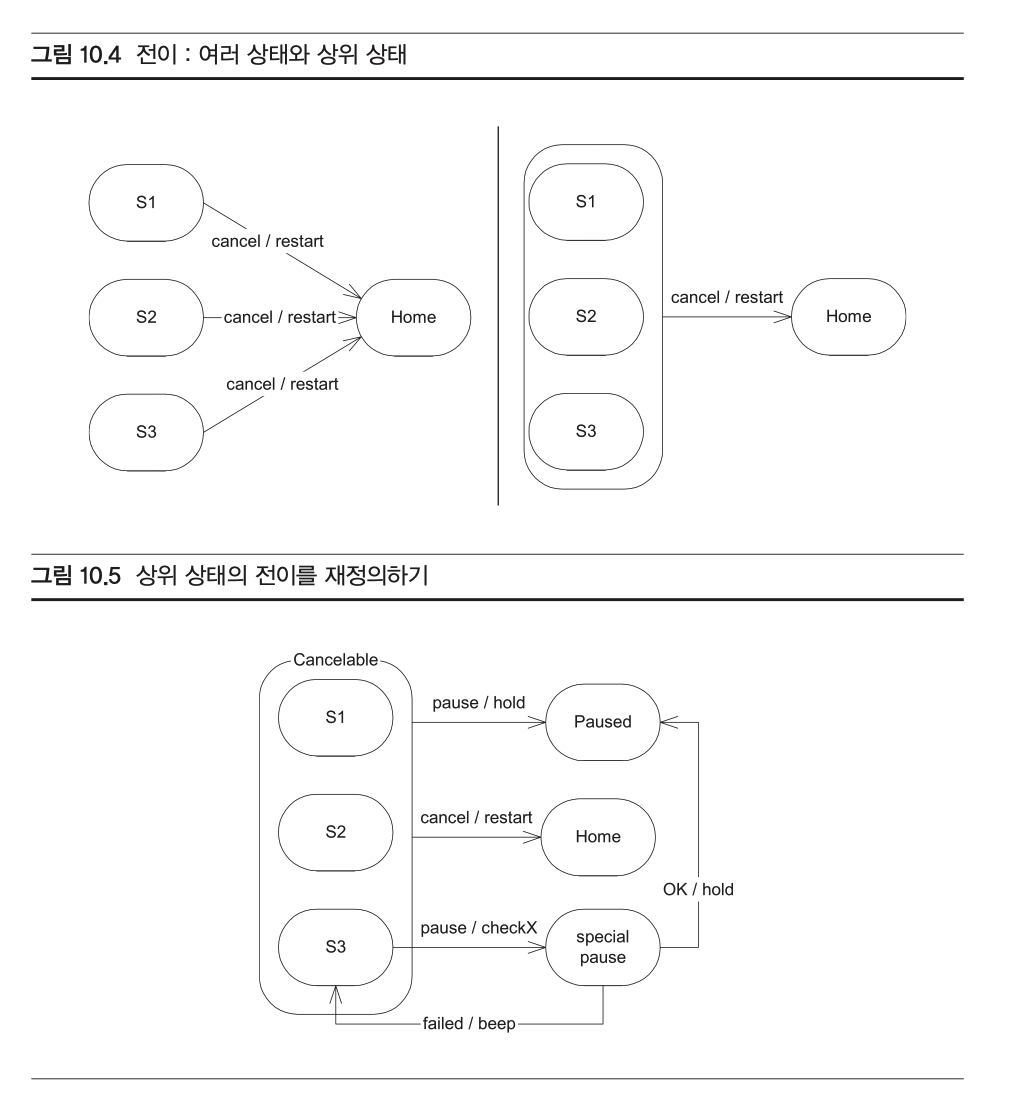 그림 10.4 전이 : 여러 상태와 상위 상태
S1
cancel / restart
S2
cancel / restart
Home
cancel / restart
S3
S1
S2
S3
cancel / restart
Home
그림 10.5 상위 상태의 전이를 재정의하기
Cancelable
S1
pause / hold
Paused
S2
cancel / restart
Home
OK / hold
S3
pause / checkX
special
pause
failed / beep